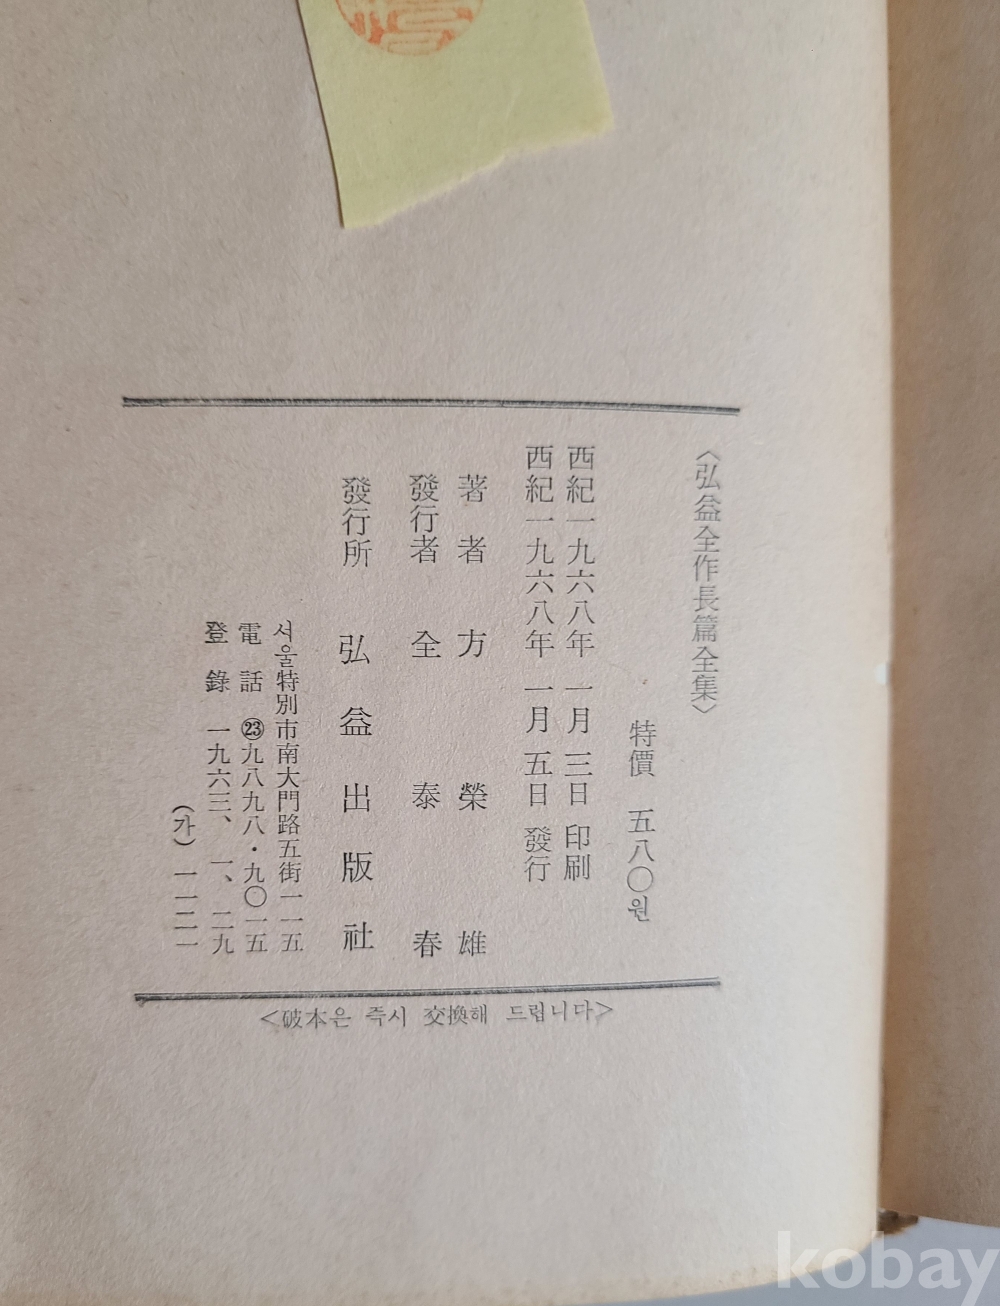 〈弘益全作長篇全集〉
特價 五八〇원
西紀一九六八年 一月 三日 印刷
西紀一九六八年 一月 五日 發行
著者 方榮雄
發行者 全泰春
發行所 弘益出版社
서울特別市南大門路五街一一五
電話 ㉓九八九八・九〇一五
登錄 一九六三、一、二九
(가) 一一二一
<破本은 즉시 交換해 드립니다>
kobay